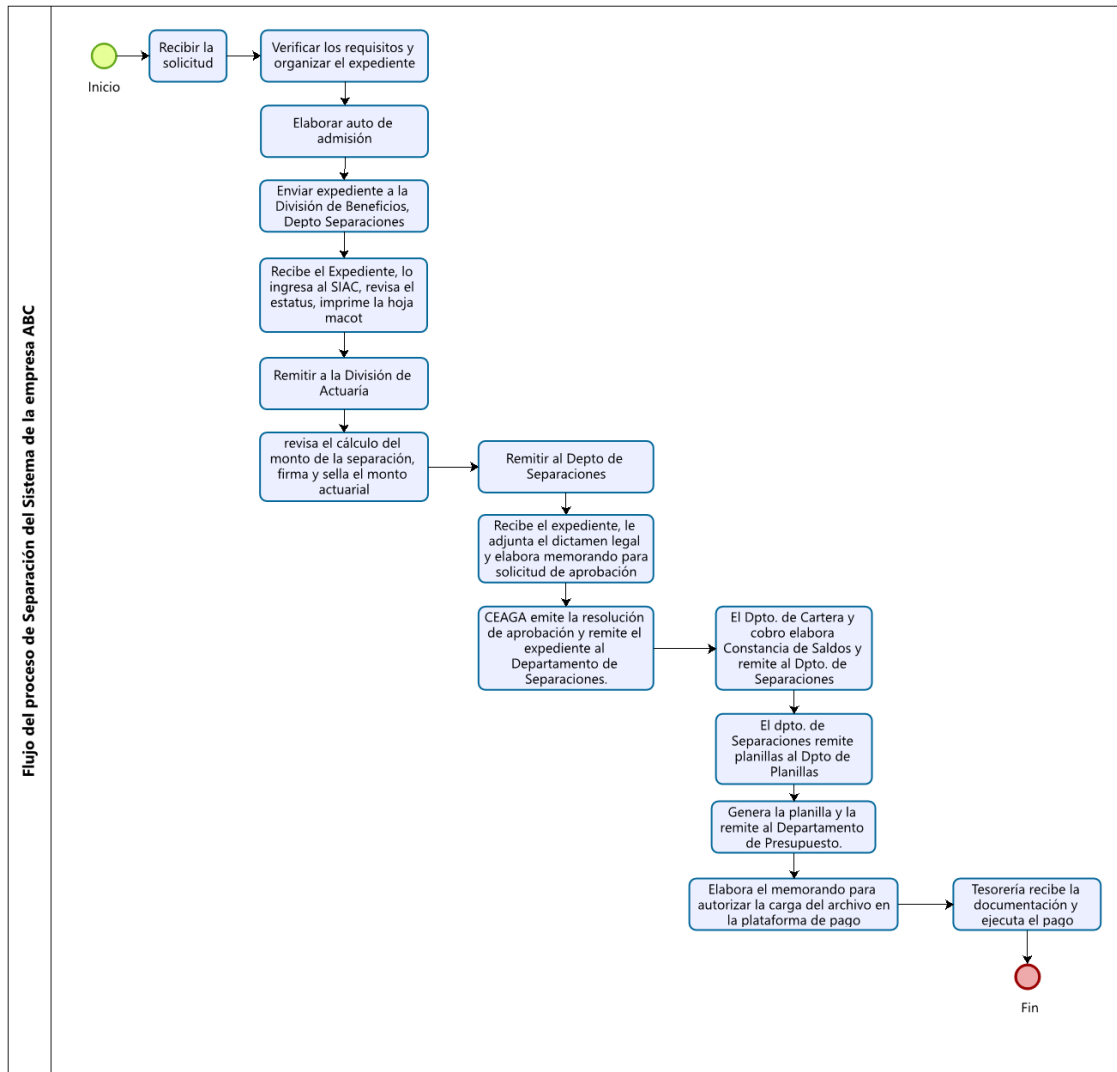 Flujo del proceso de Separación del Sistema de la empresa ABC
Inicio
Recibir la
solicitud
Verificar los requisitos y
organizar el expediente
Elaborar auto de
admisión
Enviar expediente a la
División de Beneficios,
Depto Separaciones
Recibe el Expediente, lo
ingresa al SIAC, revisa el
estatus, imprime la hoja
macot
Remitir a la División de
Actuaría
revisa el cálculo del
monto de la separación,
firma y sella el monto
actuarial
Remitir al Depto de
Separaciones
Recibe el expediente, le
adjunta el dictamen legal
y elabora memorando para
solicitud de aprobación
CEAGA emite la resolución
de aprobación y remite el
expediente al
Departamento de
Separaciones.
El Dpto. de Cartera y
cobro elabora
Constancia de Saldos y
remite al Dpto. de
Separaciones
El dpto. de
Separaciones remite
planillas al Dpto de
Planillas
Genera la planilla y la
remite al Departamento
de Presupuesto.
Elabora el memorando para
autorizar la carga del archivo en
la plataforma de pago
Tesorería recibe la
documentación y
ejecuta el pago
Fin